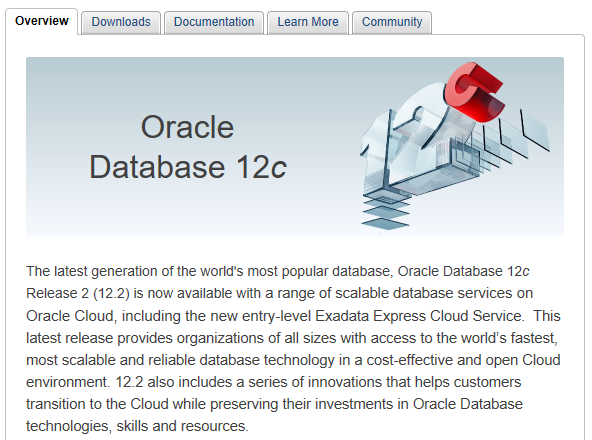 Overview Downloads Documentation Learn More Community
Oracle
Database 12c
The latest generation of the world's most popular database, Oracle Database 12c
Release 2 (12.2) is now available with a range of scalable database services on
Oracle Cloud, including the new entry-level Exadata Express Cloud Service.  This
latest release provides organizations of all sizes with access to the world’s fastest,
most scalable and reliable database technology in a cost-effective and open Cloud
environment. 12.2 also includes a series of innovations that helps customers
transition to the Cloud while preserving their investments in Oracle Database
technologies, skills and resources.